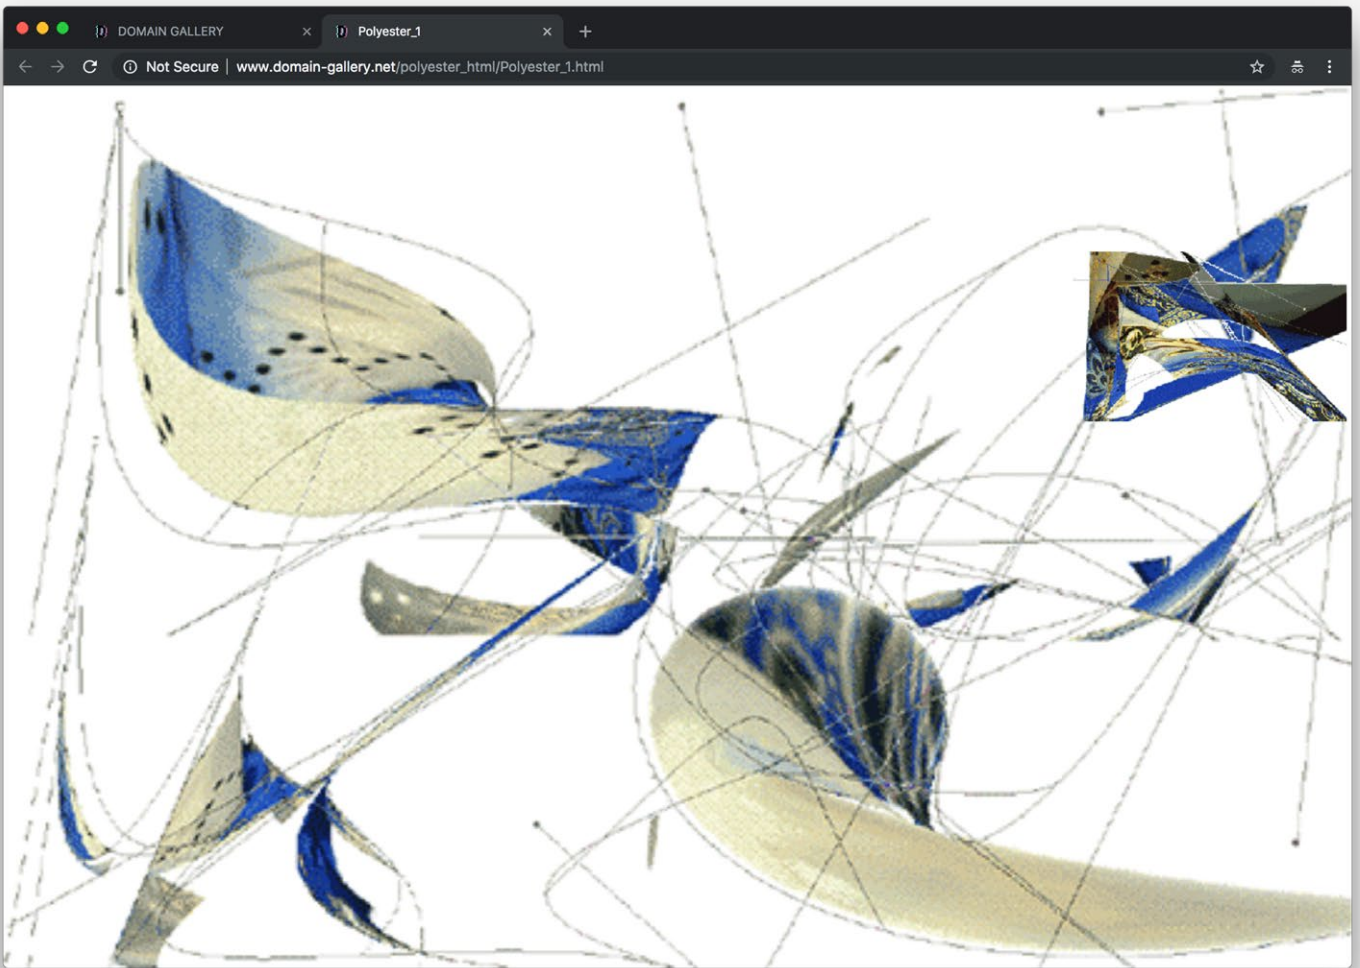 DOMAIN GALLERY
Polyester_1
Not Secure | www.domain-gallery.net/polyester_html/Polyester_1.html